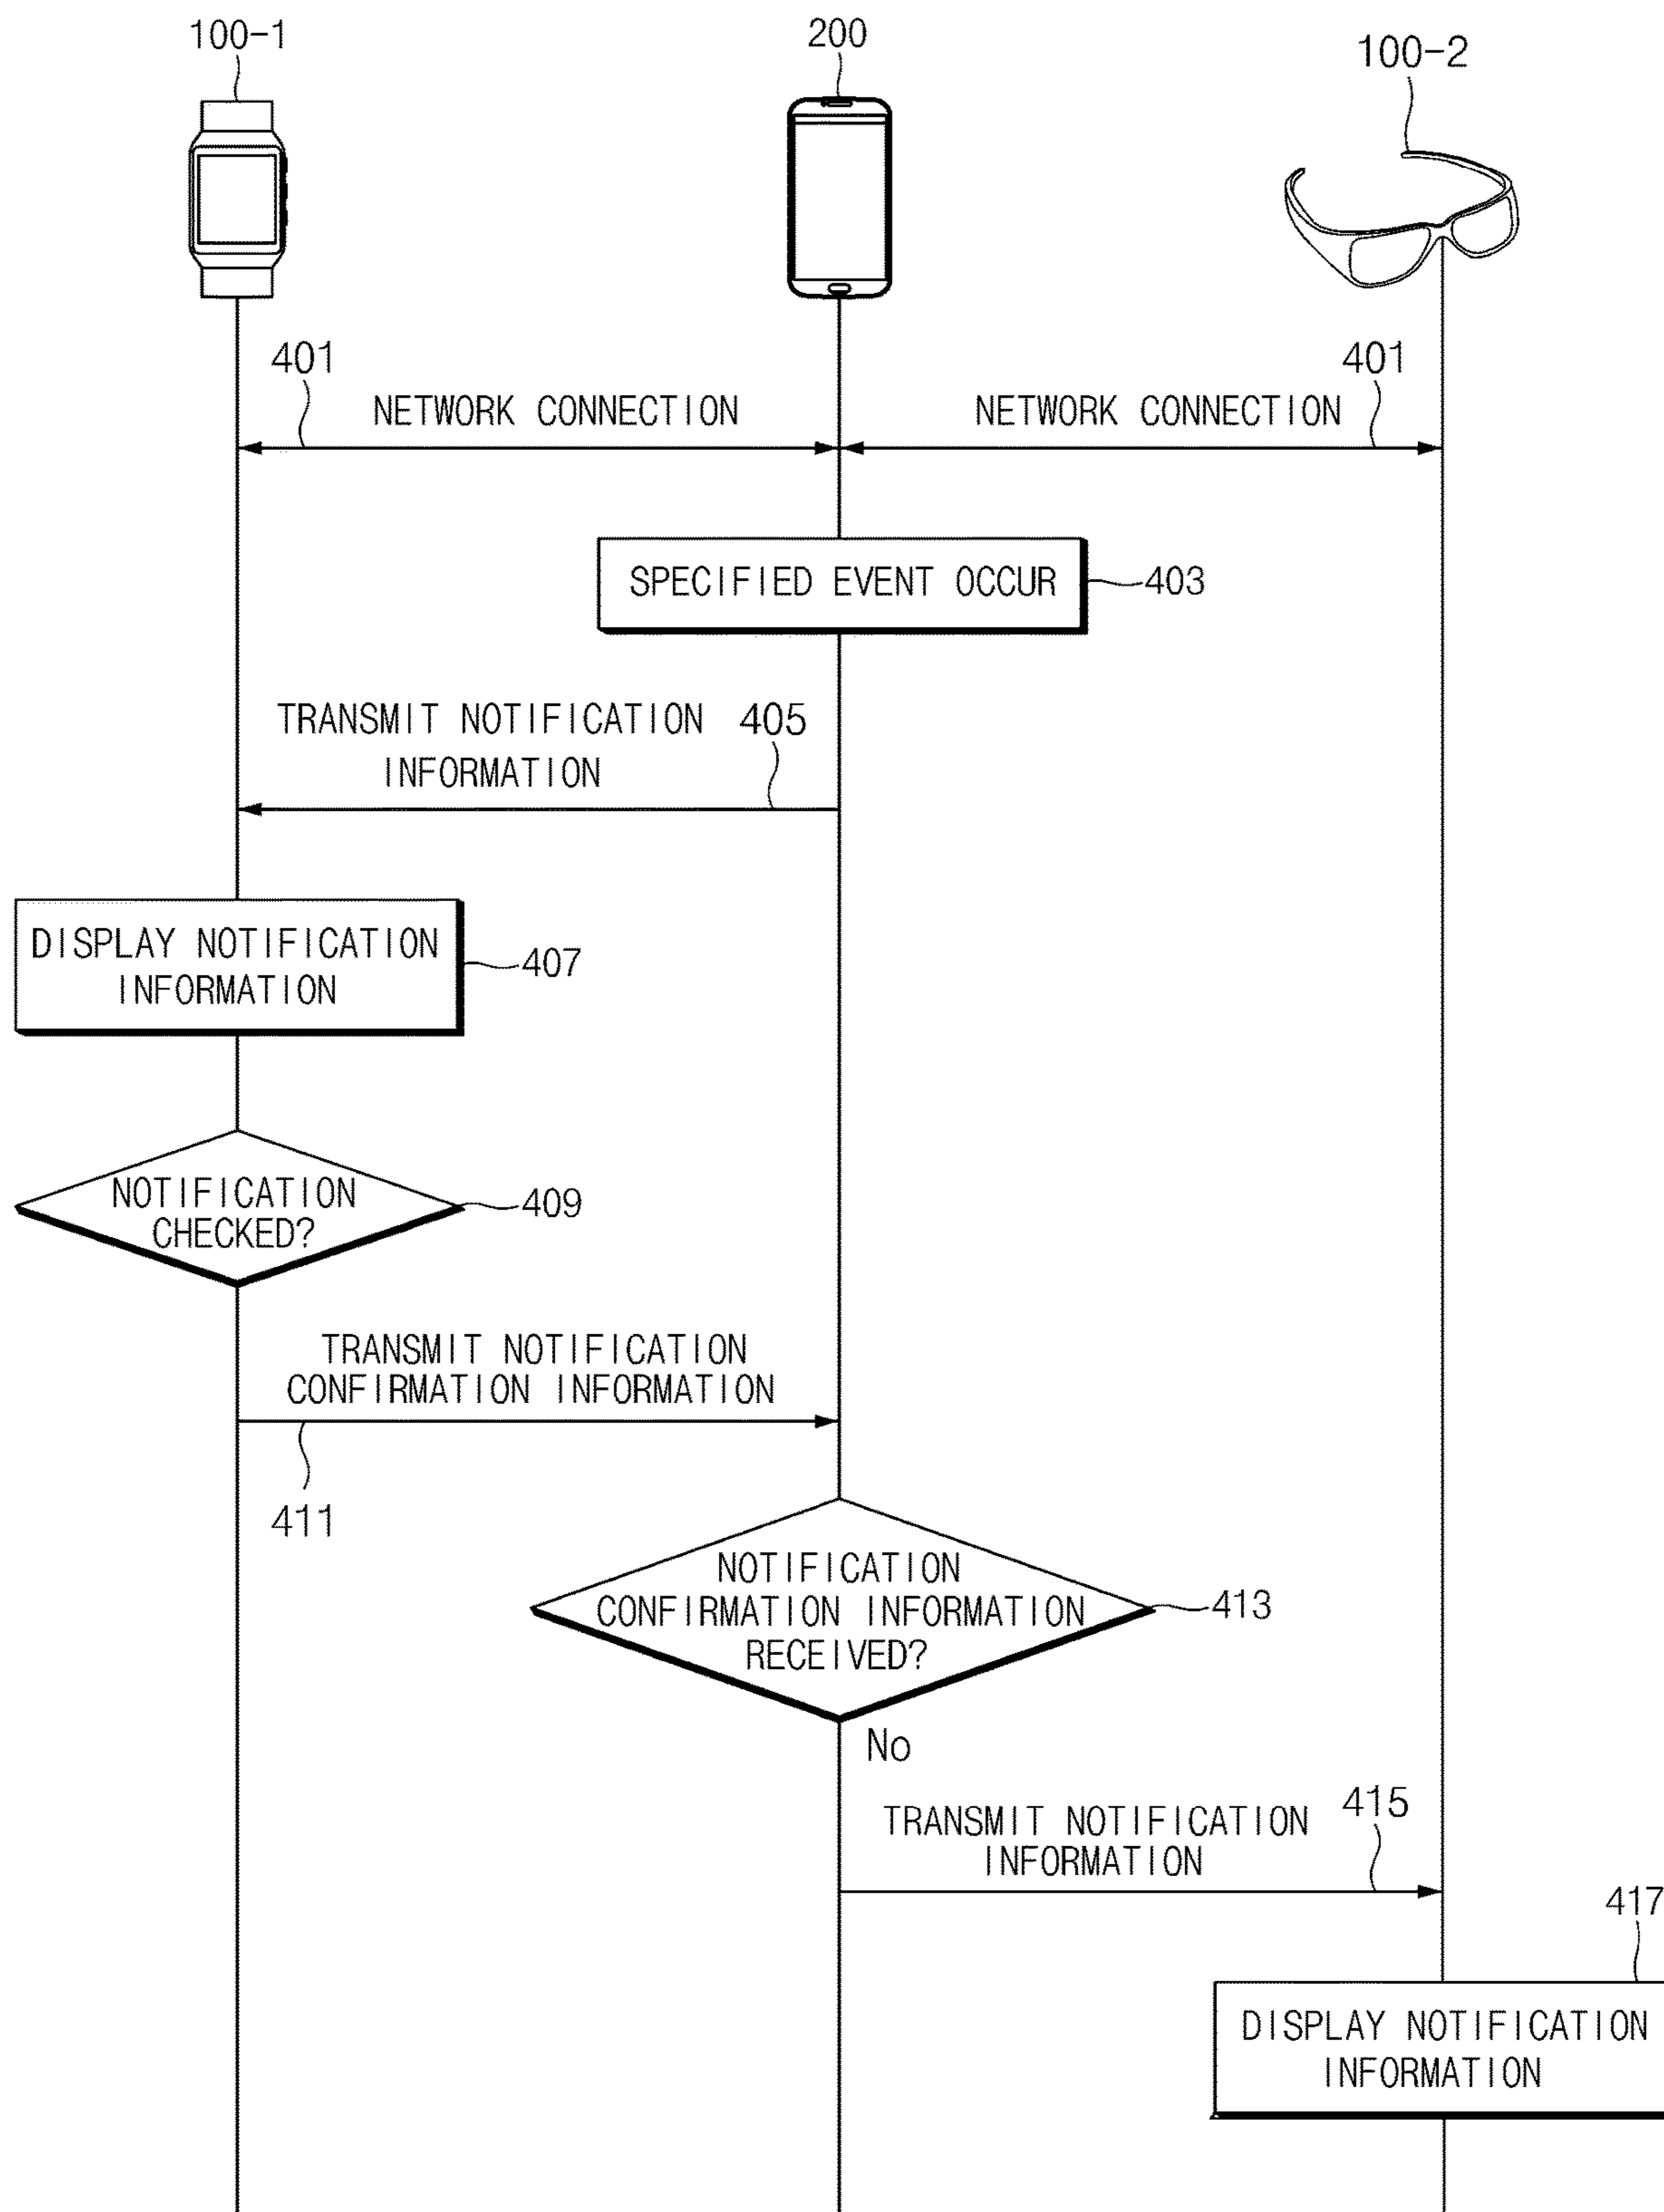 100-1
200
100-2
401
401
NETWORK CONNECTION
NETWORK CONNECTION
SPECIFIED EVENT OCCUR
403
TRANSMIT NOTIFICATION
INFORMATION
405
DISPLAY NOTIFICATION
INFORMATION
407
NOTIFICATION
CHECKED?
409
TRANSMIT NOTIFICATION
CONFIRMATION INFORMATION
411
NOTIFICATION
CONFIRMATION INFORMATION
RECEIVED?
413
No
TRANSMIT NOTIFICATION
INFORMATION
415
417
DISPLAY NOTIFICATION
INFORMATION